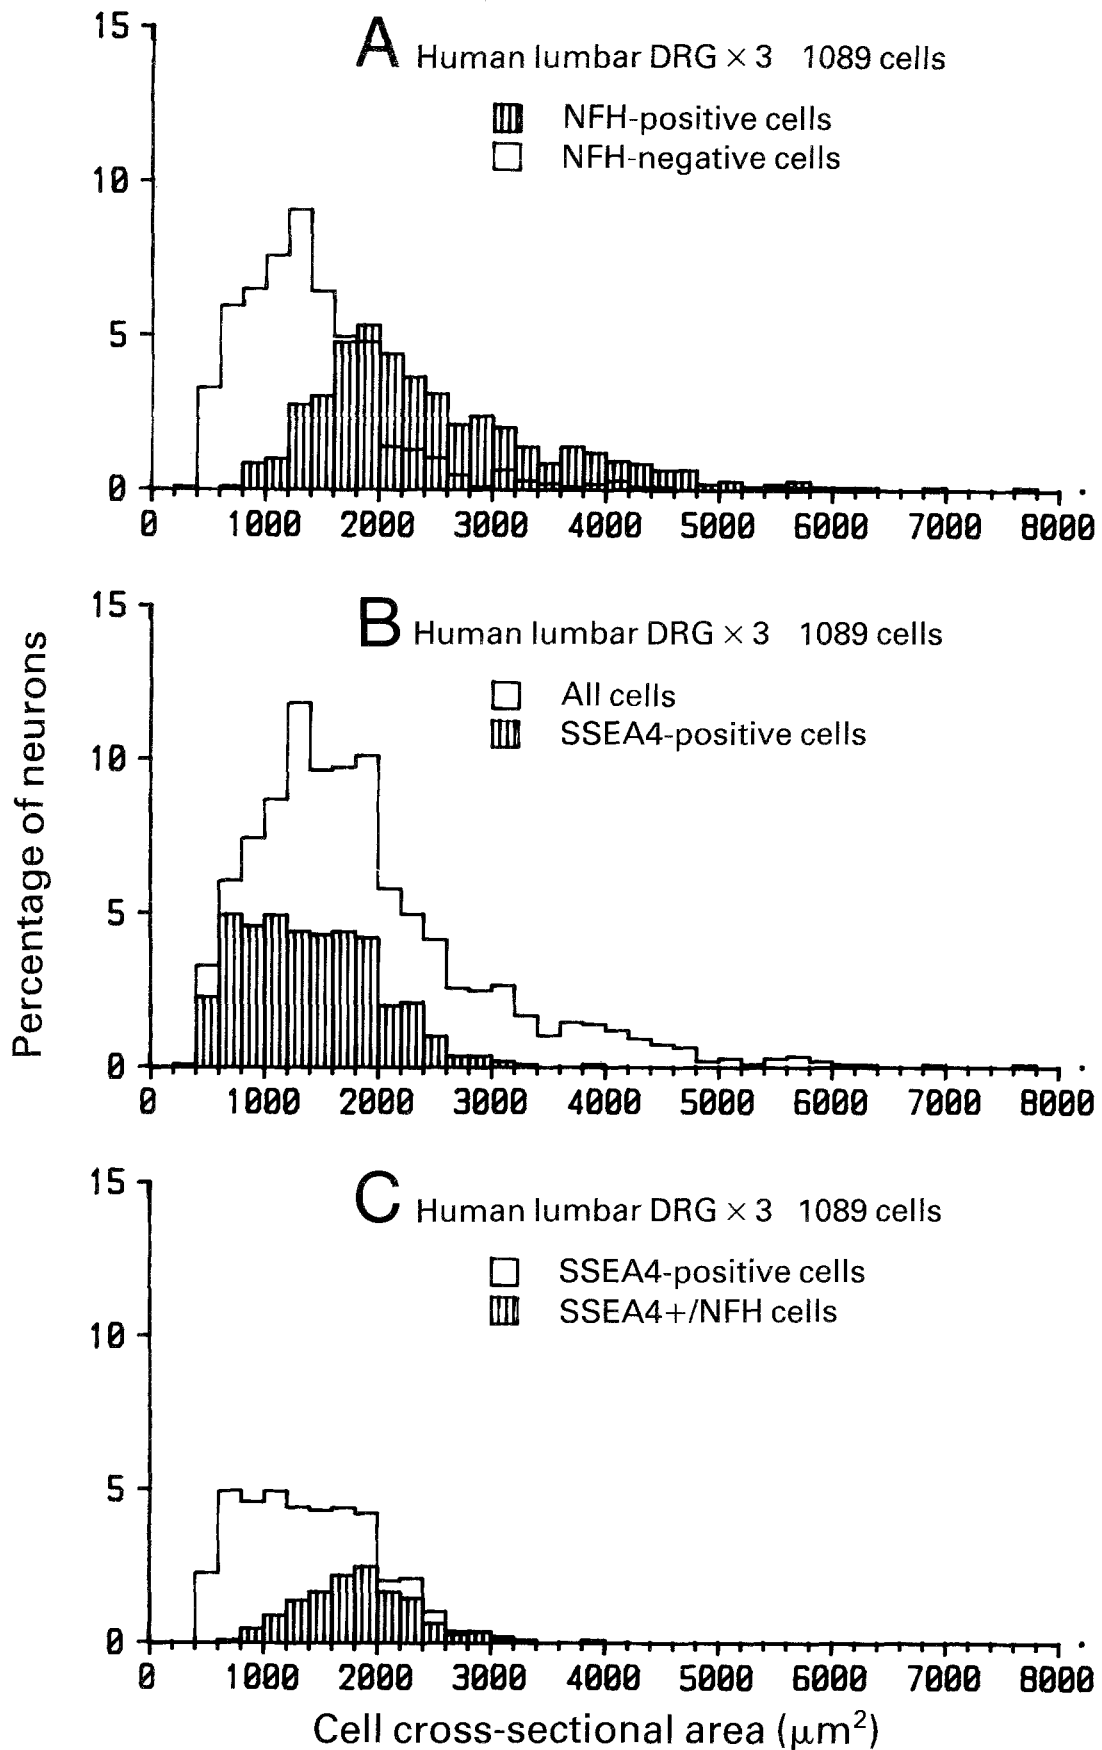 15
A Human lumbar DRG × 3 1089 cells
NFH-positive cells
NFH-negative cells
10
5
0
0 1000 2000 3000 4000 5000 6000 7000 8000
Percentage of neurons
15
B Human lumbar DRG × 3 1089 cells
All cells
SSEA4-positive cells
10
5
0
0 1000 2000 3000 4000 5000 6000 7000 8000
15
C Human lumbar DRG × 3 1089 cells
SSEA4-positive cells
SSEA4+/NFH cells
10
5
0
0 1000 2000 3000 4000 5000 6000 7000 8000
Cell cross-sectional area (μm²)